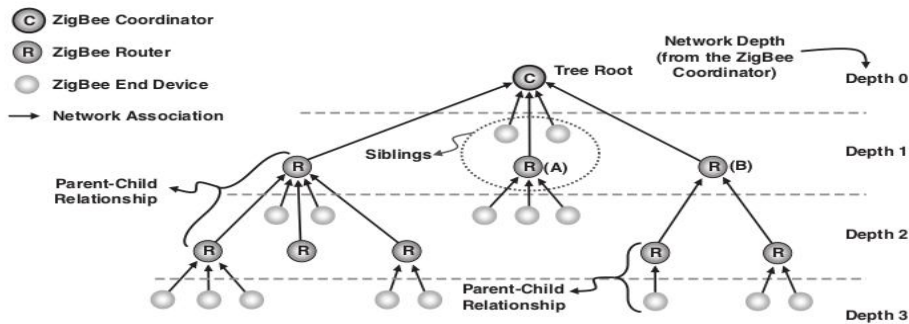 C ZigBee Coordinator
R ZigBee Router
ZigBee End Device
Network Association
Network Depth
(from the ZigBee
Coordinator)
C Tree Root
Depth 0
Siblings
Depth 1
R
R (A)
R (B)
Parent-Child
Relationship
Depth 2
R
R
R
R
R
Parent-Child
Relationship
Depth 3